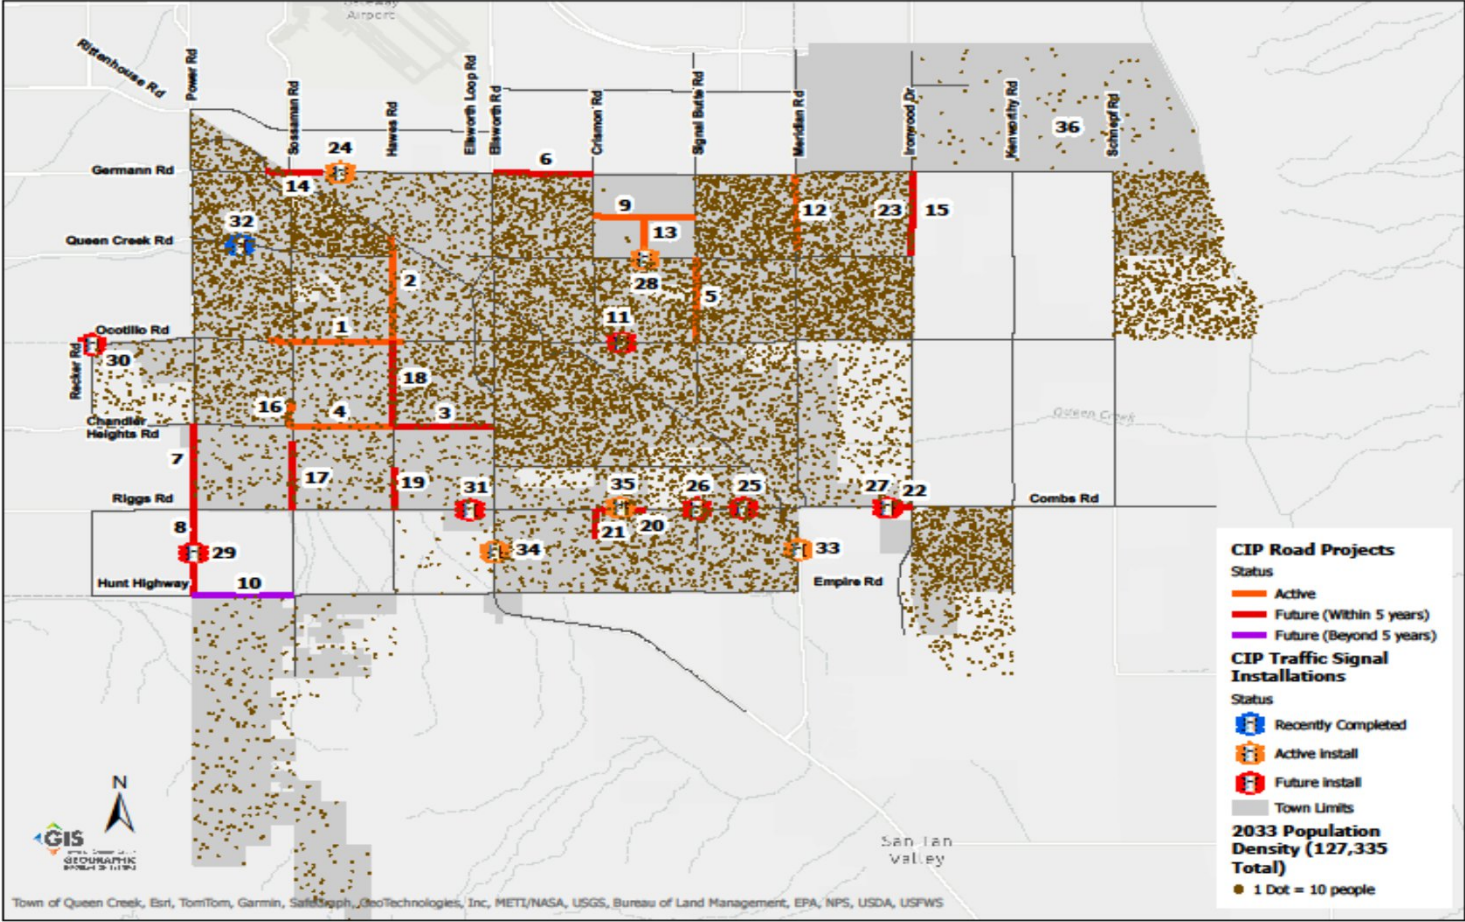 Gateway
Airport
Rittenhouse Rd
Power Rd
Sossaman Rd
Hawes Rd
Ellsworth Loop Rd
Ellsworth Rd
Crismon Rd
Signal Butte Rd
Meridian Rd
Ironwood Dr
Kenworthy Rd
Schnepf Rd
36
24
6
Germann Rd
14
9
12
23
15
32
13
Queen Creek Rd
2
28
5
11
Ocotillo Rd
1
30
Recker Rd
18
16
4
3
Queen Creek
Chandler
Heights Rd
7
17
19
31
35
26
25
27
22
Riggs Rd
Combs Rd
8
21
20
29
34
33
Hunt Highway
10
Empire Rd
CIP Road Projects
Status
Active
Future (Within 5 years)
Future (Beyond 5 years)
CIP Traffic Signal
Installations
Status
Recently Completed
Active install
Future install
Town Limits
2033 Population
Density (127,335
Total)
1 Dot = 10 people
N
GIS
GEOGRAPHIC
San Tan
Valley
Town of Queen Creek, Esri, TomTom, Garmin, SafeGraph, GeoTechnologies, Inc, METI/NASA, USGS, Bureau of Land Management, EPA, NPS, USDA, USFWS